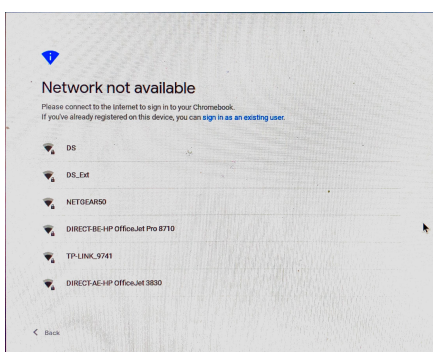 Network not available
Please connect to the internet to sign in to your Chromebook.
If you've already registered on this device, you can sign in as an existing user.
DS
DS_Ext
NETGEAR50
DIRECT-BE-HP OfficeJet Pro 8710
TP-LINK_9741
DIRECT-AE-HP OfficeJet 3830
Back